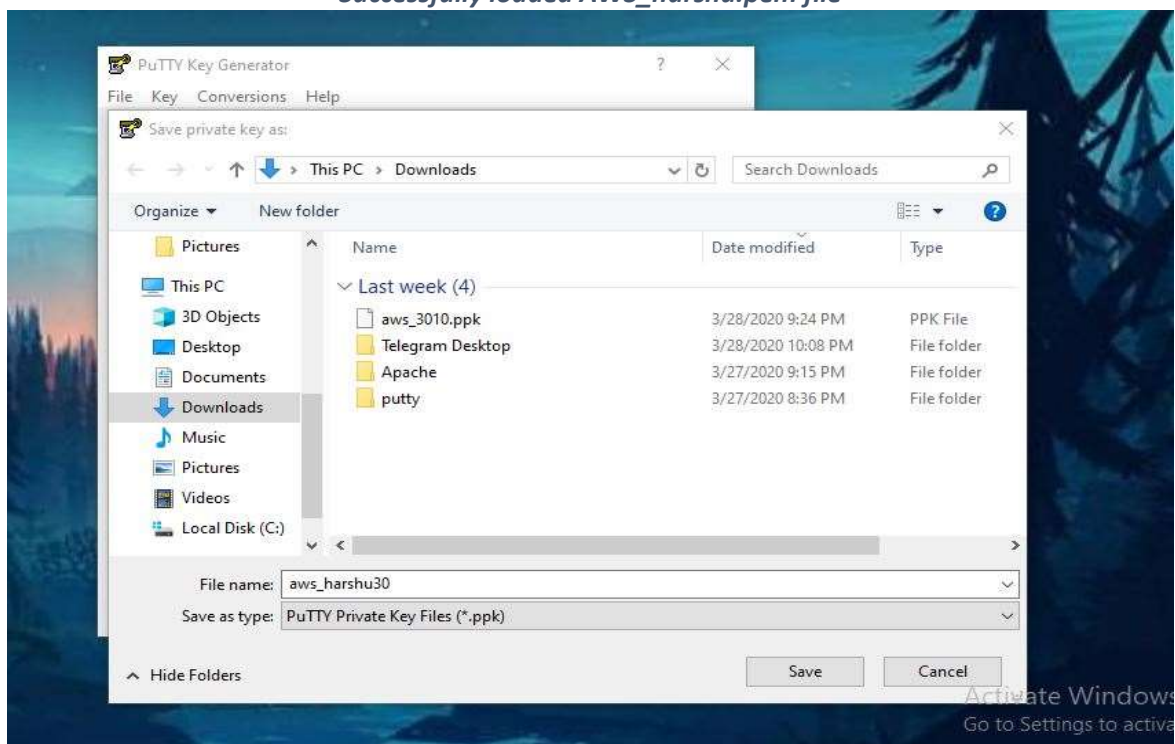 Successfully loaded AWS_harshu.pem file
PuTTY Key Generator ?
File Key Conversions Help
Save private key as:
This PC › Downloads
Search Downloads
Organize New folder
?
Pictures
This PC
3D Objects
Desktop
Documents
Downloads
Music
Pictures
Videos
Local Disk (C:)
Name Date modified Type
Last week (4)
aws_3010.ppk 3/28/2020 9:24 PM PPK File
Telegram Desktop 3/28/2020 10:08 PM File folder
Apache 3/27/2020 9:15 PM File folder
putty 3/27/2020 8:36 PM File folder
File name: aws_harshu30
Save as type: PuTTY Private Key Files (*.ppk)
Hide Folders Save Cancel
Activate Windows
Go to Settings to activa